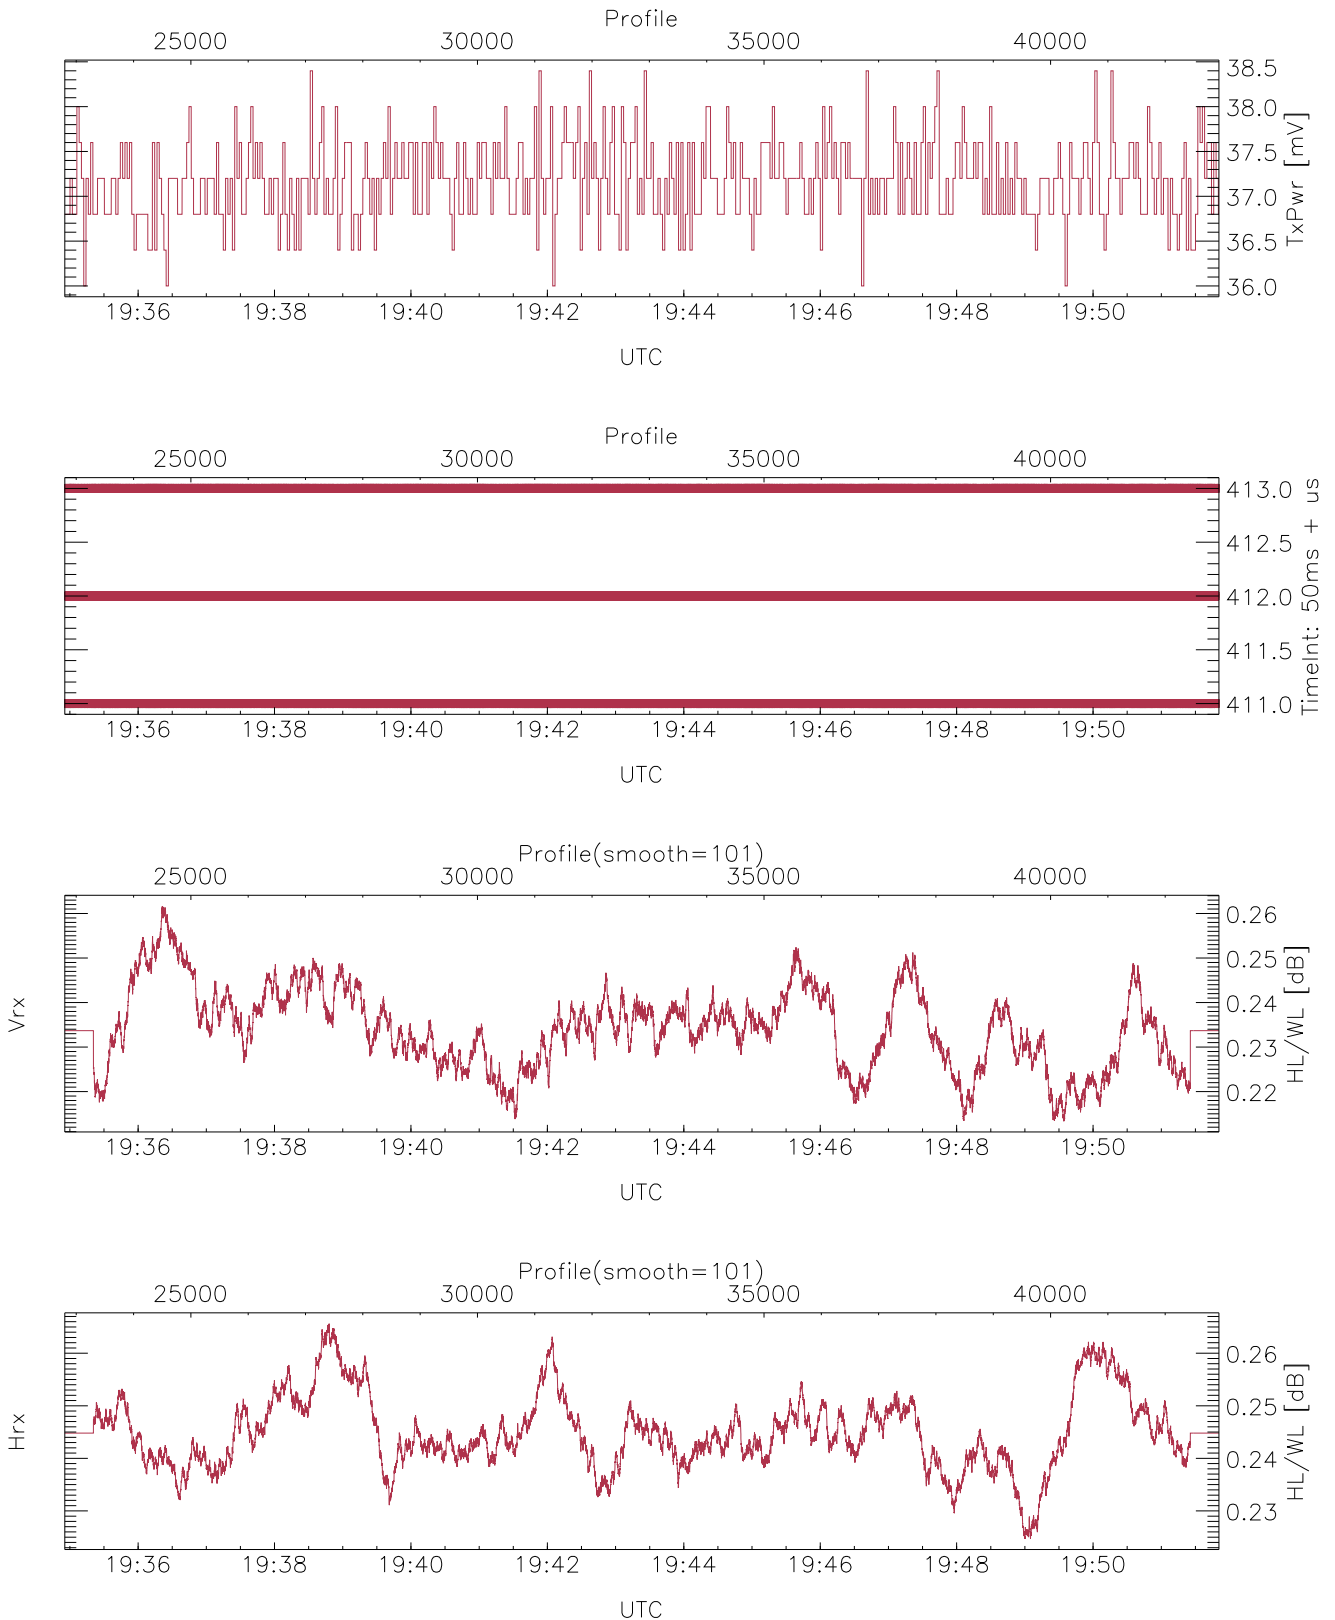 Profile
25000 30000 35000 40000
38.5
38.0
37.5
37.0
36.5
36.0
TxPwr [mV]
19:36 19:38 19:40 19:42 19:44 19:46 19:48 19:50
UTC
Profile
25000 30000 35000 40000
413.0
412.5
412.0
411.5
411.0
TimeInt: 50ms + us
19:36 19:38 19:40 19:42 19:44 19:46 19:48 19:50
UTC
Profile(smooth=101)
25000 30000 35000 40000
Vrx
0.26
0.25
0.24
0.23
0.22
HL/WL [dB]
19:36 19:38 19:40 19:42 19:44 19:46 19:48 19:50
UTC
Profile(smooth=101)
25000 30000 35000 40000
Hrx
0.26
0.25
0.24
0.23
HL/WL [dB]
19:36 19:38 19:40 19:42 19:44 19:46 19:48 19:50
UTC